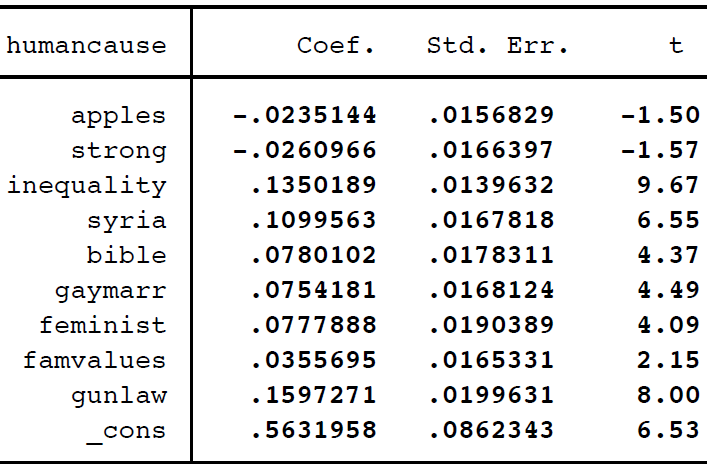 humancause Coef. Std. Err. t
apples -.0235144 .0156829 -1.50
strong -.0260966 .0166397 -1.57
inequality .1350189 .0139632 9.67
syria .1099563 .0167818 6.55
bible .0780102 .0178311 4.37
gaymarr .0754181 .0168124 4.49
feminist .0777888 .0190389 4.09
famvalues .0355695 .0165331 2.15
gunlaw .1597271 .0199631 8.00
_cons .5631958 .0862343 6.53